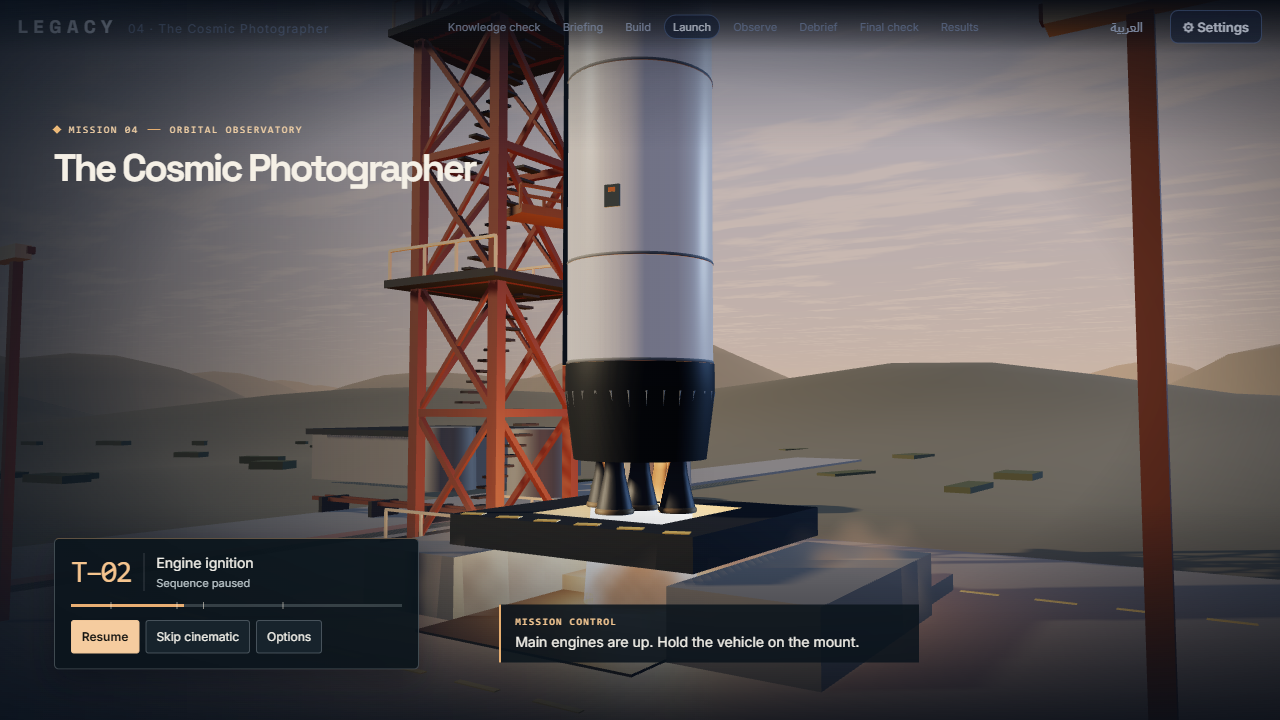 LEGACY 04 · The Cosmic Photographer Knowledge check Briefing Build Launch Observe Debrief Final check Results العربية ⚙ Settings
◆ MISSION 04 — ORBITAL OBSERVATORY
The Cosmic Photographer
T–02 Engine ignition
Sequence paused
Resume Skip cinematic Options
MISSION CONTROL
Main engines are up. Hold the vehicle on the mount.